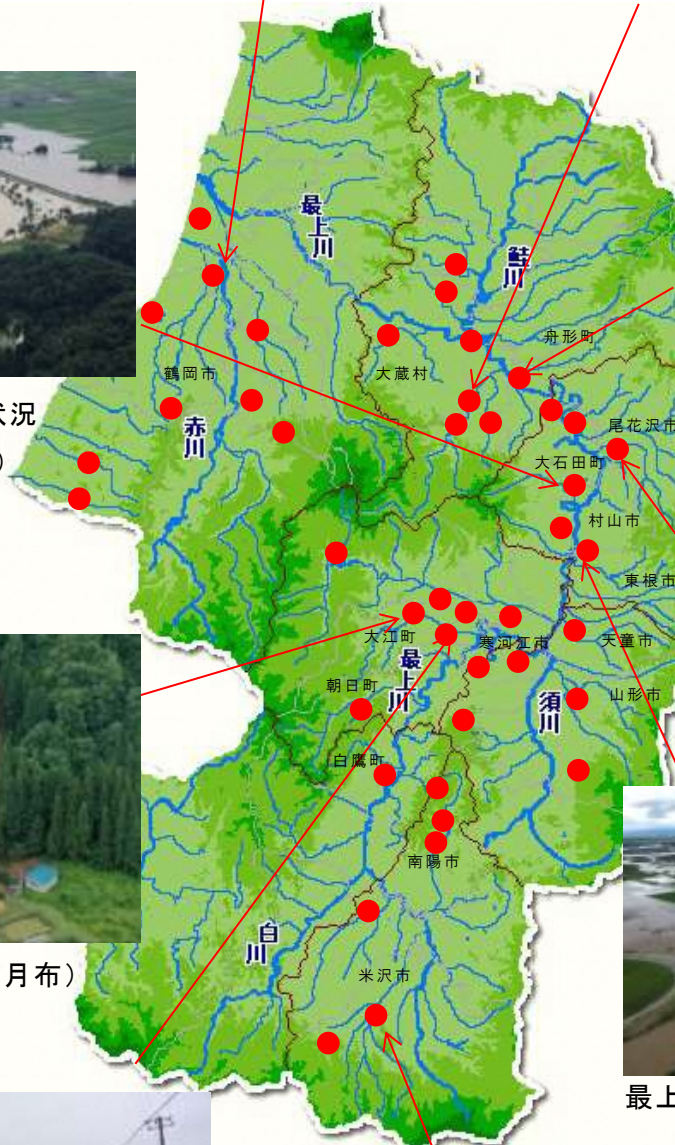 最上川
鮭川
舟形町
鶴岡市
大蔵村
赤川
尾花沢市
大石田町
村山市
東根市
大江町
寒河江市
天童市
最上川
朝日町
須川
山形市
白鷹町
南陽市
白川
米沢市
状況
)
月布)
最上